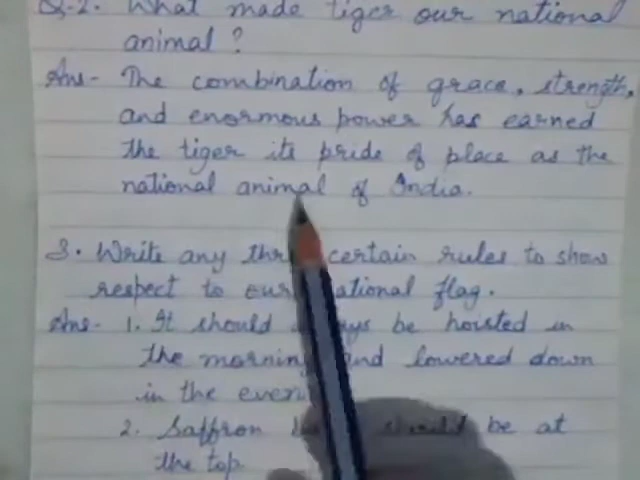 Q-2. What made tiger our national
animal?
Ans- The combination of grace, strength,
and enormous power has earned
the tiger its pride of place as the
national animal of India.
3. Write any certain rules to show
respect to national flag.
Ans- 1. It should be hoisted in
the and lowered down
in the
2. Saffron should be at
the top